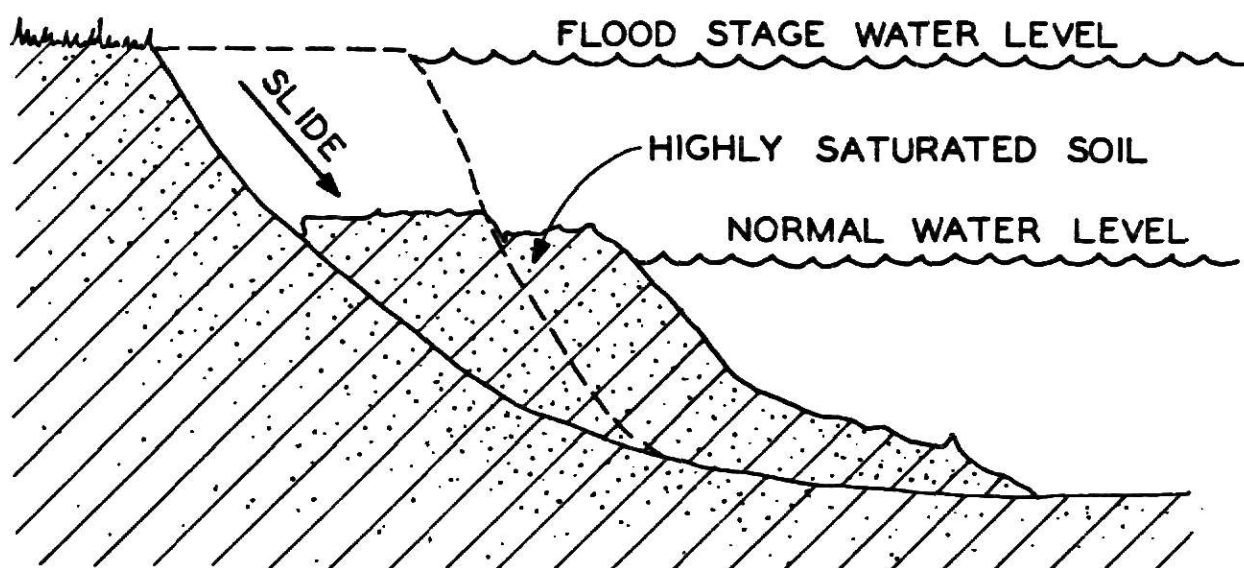 FLOOD STAGE WATER LEVEL
SLIDE
HIGHLY SATURATED SOIL
NORMAL WATER LEVEL